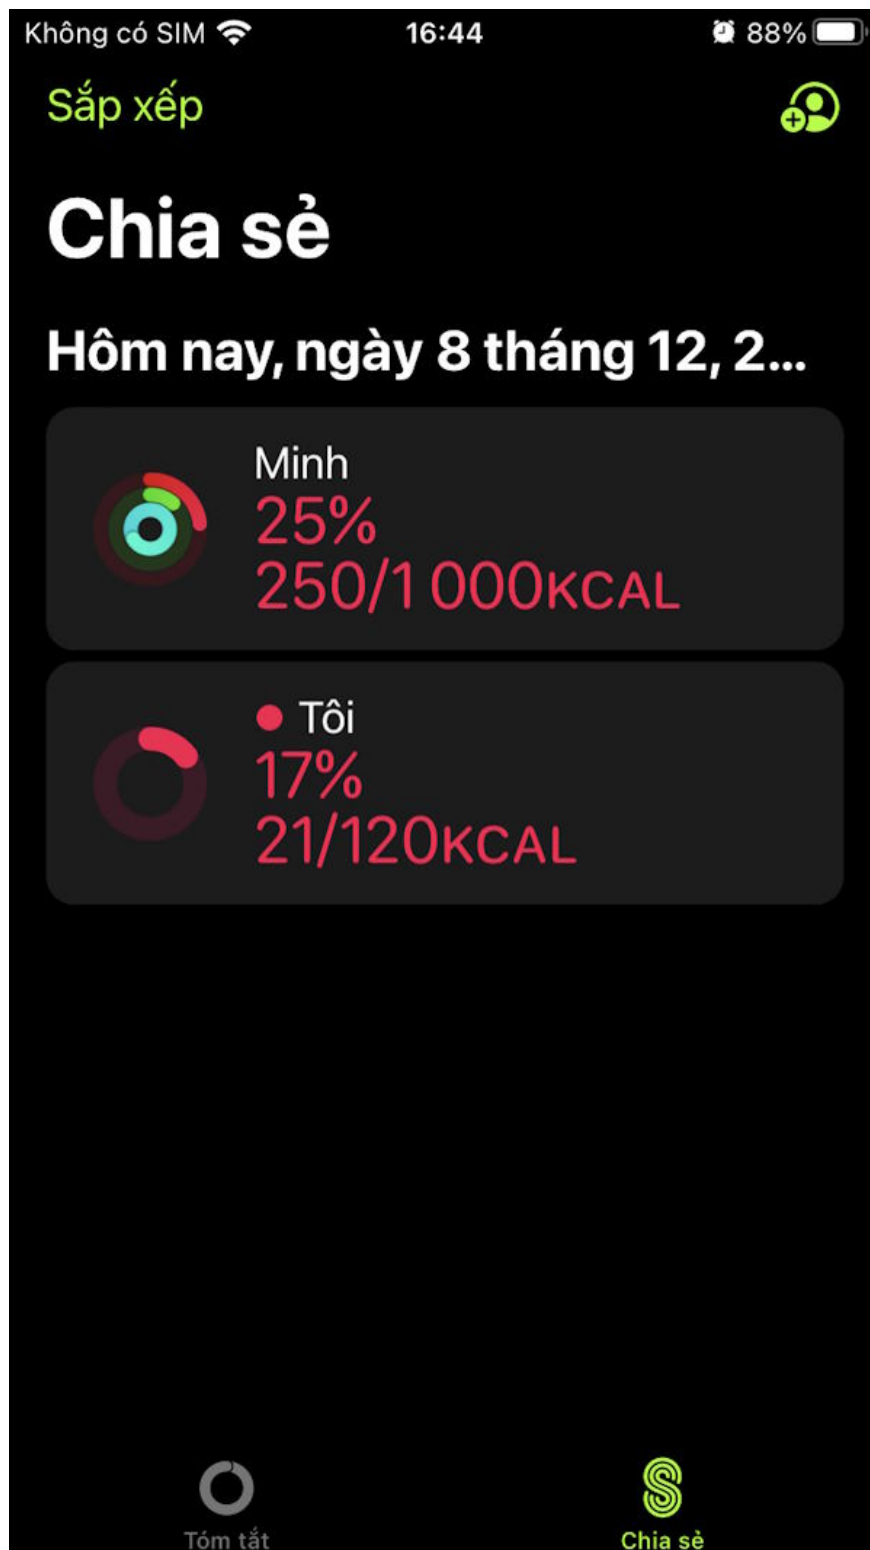 Không có SIM 16:44 88%
Sắp xếp
Chia sẻ
Hôm nay, ngày 8 tháng 12, 2...
Minh
25%
250/1 000KCAL
Tôi
17%
21/120KCAL
Tóm tắt Chia sẻ